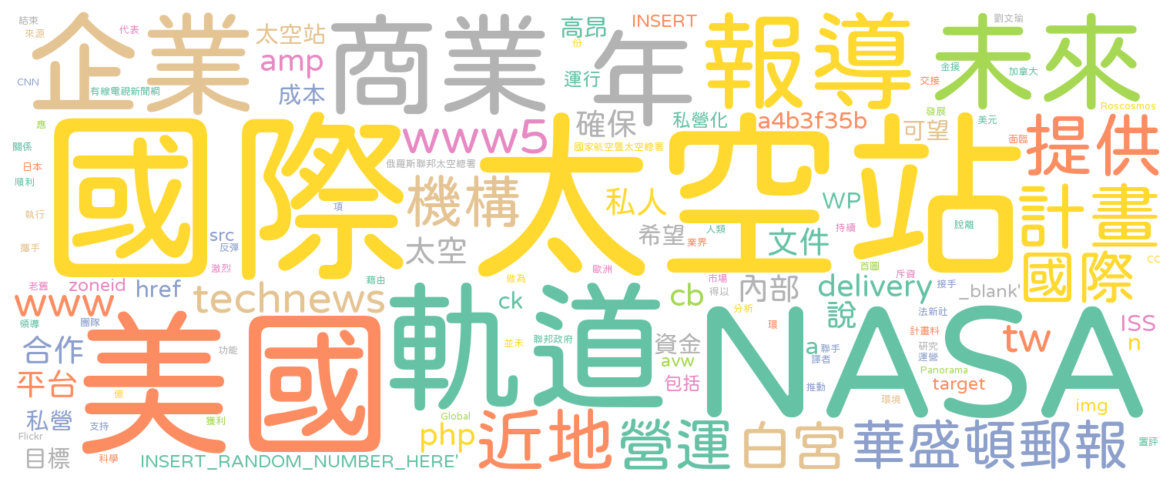 結束
來源
代表
CNN
有線電視新聞網
企業
太空站
amp
成本
商業
高昂
INSERT
份
運行
年
報導
劉文瑜
金援
加拿大
交接
未來
Roscosmos
應
關係
日本
順利
執行
攜手
國際太空站
www5
俄羅斯聯邦太空總署
確保
國家航空暨太空總署
私營化
a4b3f35b
可望
發展
美元
面臨
提供
機構
項
src
反彈
激烈
太空
私人
希望
人類
業界
WP
持續
文件
脫離
計畫
國際
CC
老舊
zoneid
href
藉由
做為
歐洲
市場
得以
首圖
斥資
接手
www
technews
領導
團隊
軌道
ck
cb
內部
分析
delivery
說
_blank'
法新社
NASA
ISS
n
tw
合作
功能
美國
聯邦政府
並未
資金
avw
包括
環
a
聯手
譯者
計畫料
研究
運營
Panorama
target
平台
億
私營
支持
獲利
推動
環境
img
Flickr
目標
科學
INSERT_RANDOM_NUMBER_HERE'
Global
php
近地
營運
白宮
華盛頓郵報
署評